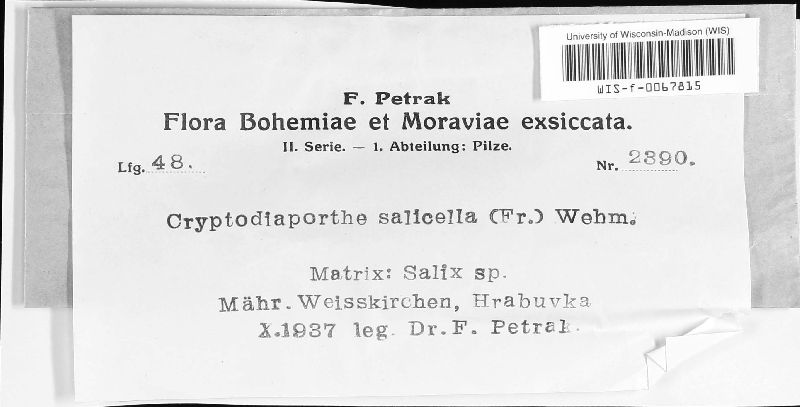 University of Wisconsin-Madison (WIS)
WIS-f-0067815
F. Petrak
Flora Bohemiae et Moraviae exsiccata.
II. Serie. — 1. Abteilung: Pilze.
Lfg. 48.
Nr. 2390.
Cryptodiaporthe salicella (Fr.) Wehm.
Matrix: Salix sp.
Mähr. Weisskirchen, Hrabuvka
X.1937 leg. Dr. F. Petrak.